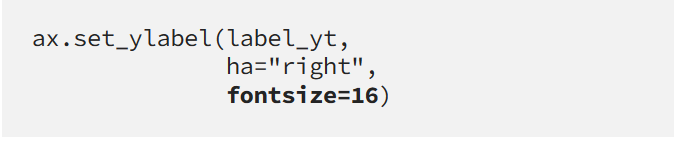 ax.set_ylabel(label_yt,
ha="right",
fontsize=16)